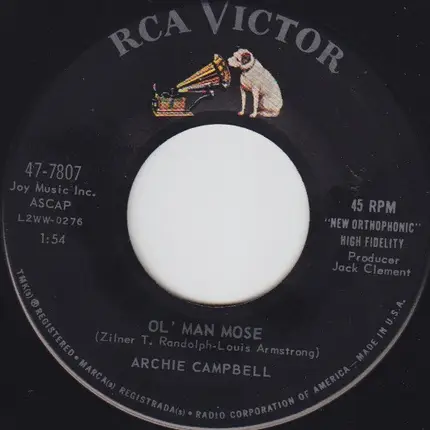 RCA VICTOR
47-7807
Joy Music Inc.
ASCAP
L2WW-0276
1:54
45 RPM
"NEW ORTHOPHONIC"
HIGH FIDELITY
Producer
Jack Clement
OL' MAN MOSE
(Zilner T. Randolph-Louis Armstrong)
ARCHIE CAMPBELL
TMK(s) ® REGISTERED • MARCA(s) REGISTRADA(s) • RADIO CORPORATION OF AMERICA — MADE IN U.S.A.